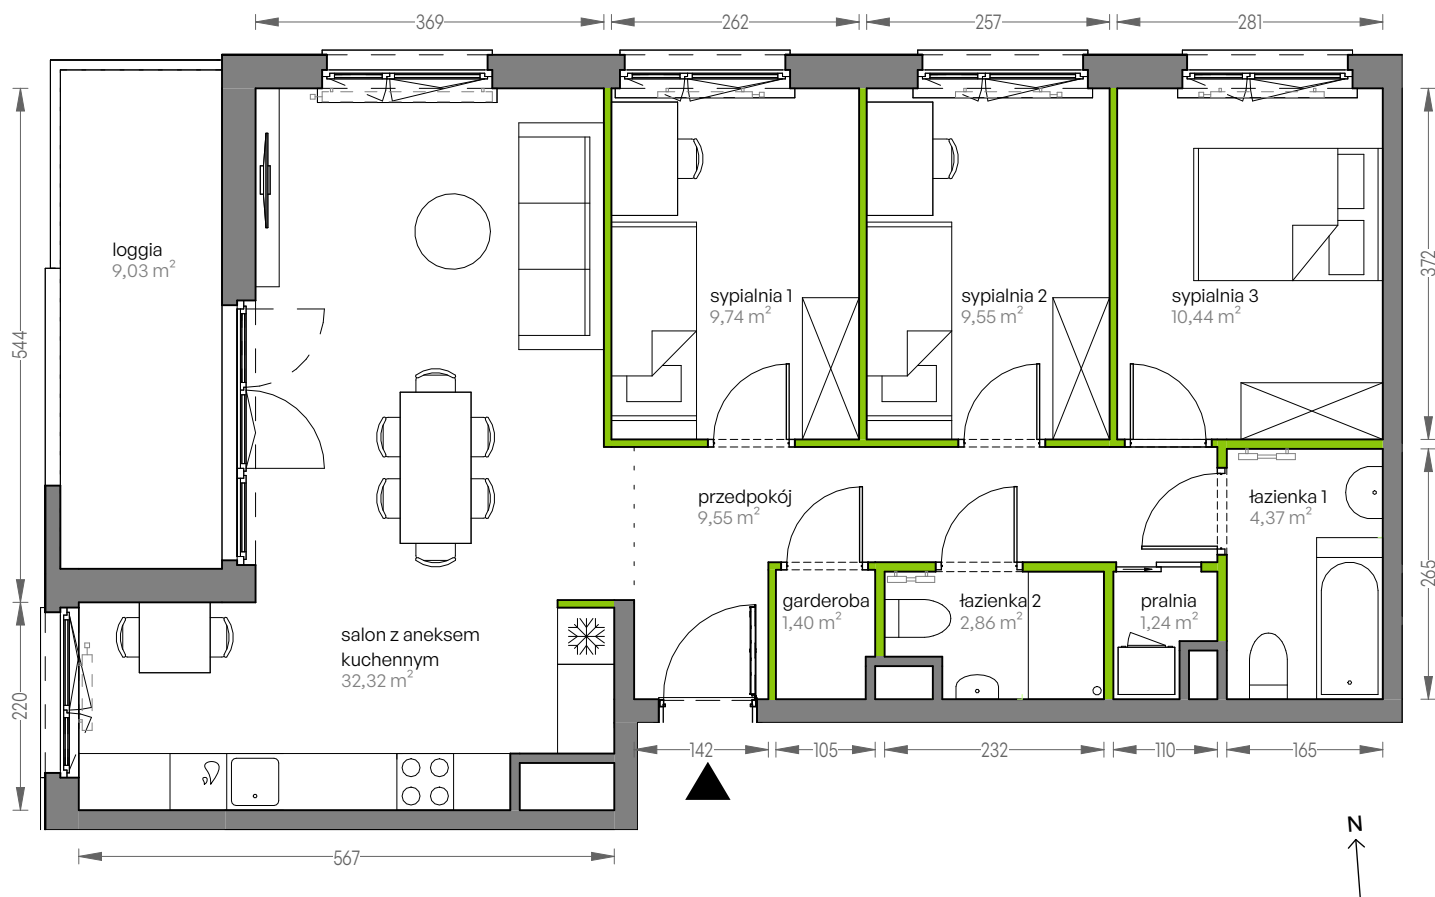 369
262
257
281
loggia
9,03 m²
544
sypialnia 1
9,74 m²
sypialnia 2
9,55 m²
sypialnia 3
10,44 m²
372
przedpokój
9,55 m²
łazienka 1
4,37 m²
265
garderoba
1,40 m²
łazienka 2
2,86 m²
pralnia
1,24 m²
salon z aneksem
kuchennym
32,32 m²
220
142
105
232
110
165
567
N